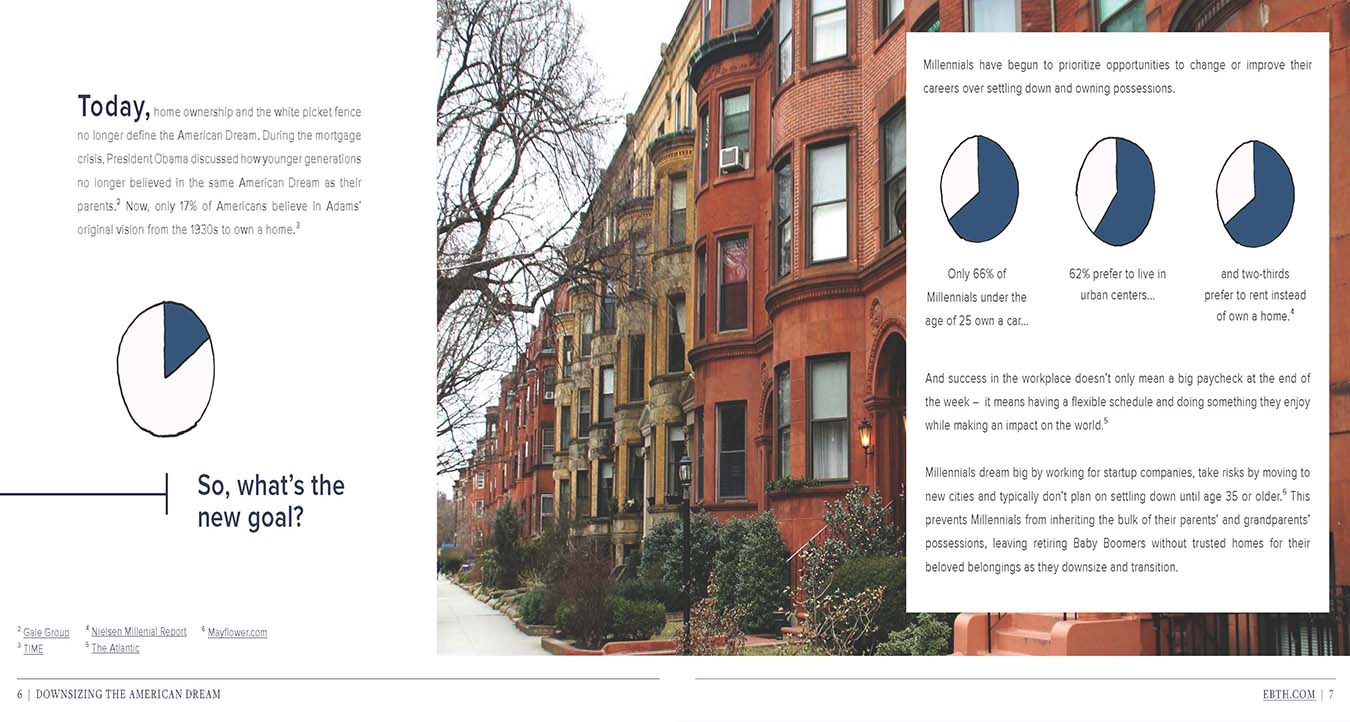 Today, home ownership and the white picket fence
no longer define the American Dream. During the mortgage
crisis, President Obama discussed how younger generations
no longer believed in the same American Dream as their
parents.² Now, only 17% of Americans believe in Adams'
original vision from the 1930s to own a home.³
So, what's the
new goal?
² Gale Group
³ TIME
⁴ Nielsen Millenial Report
⁵ The Atlantic
⁶ Mayflower.com
6 | DOWNSIZING THE AMERICAN DREAM
Millennials have begun to prioritize opportunities to change or improve their
careers over settling down and owning possessions.
Only 66% of
Millennials under the
age of 25 own a car...
62% prefer to live in
urban centers...
and two-thirds
prefer to rent instead
of own a home.⁴
And success in the workplace doesn't only mean a big paycheck at the end of
the week – it means having a flexible schedule and doing something they enjoy
while making an impact on the world.⁵
Millennials dream big by working for startup companies, take risks by moving to
new cities and typically don't plan on settling down until age 35 or older.⁶ This
prevents Millennials from inheriting the bulk of their parents' and grandparents'
possessions, leaving retiring Baby Boomers without trusted homes for their
beloved belongings as they downsize and transition.
EBTH.COM | 7